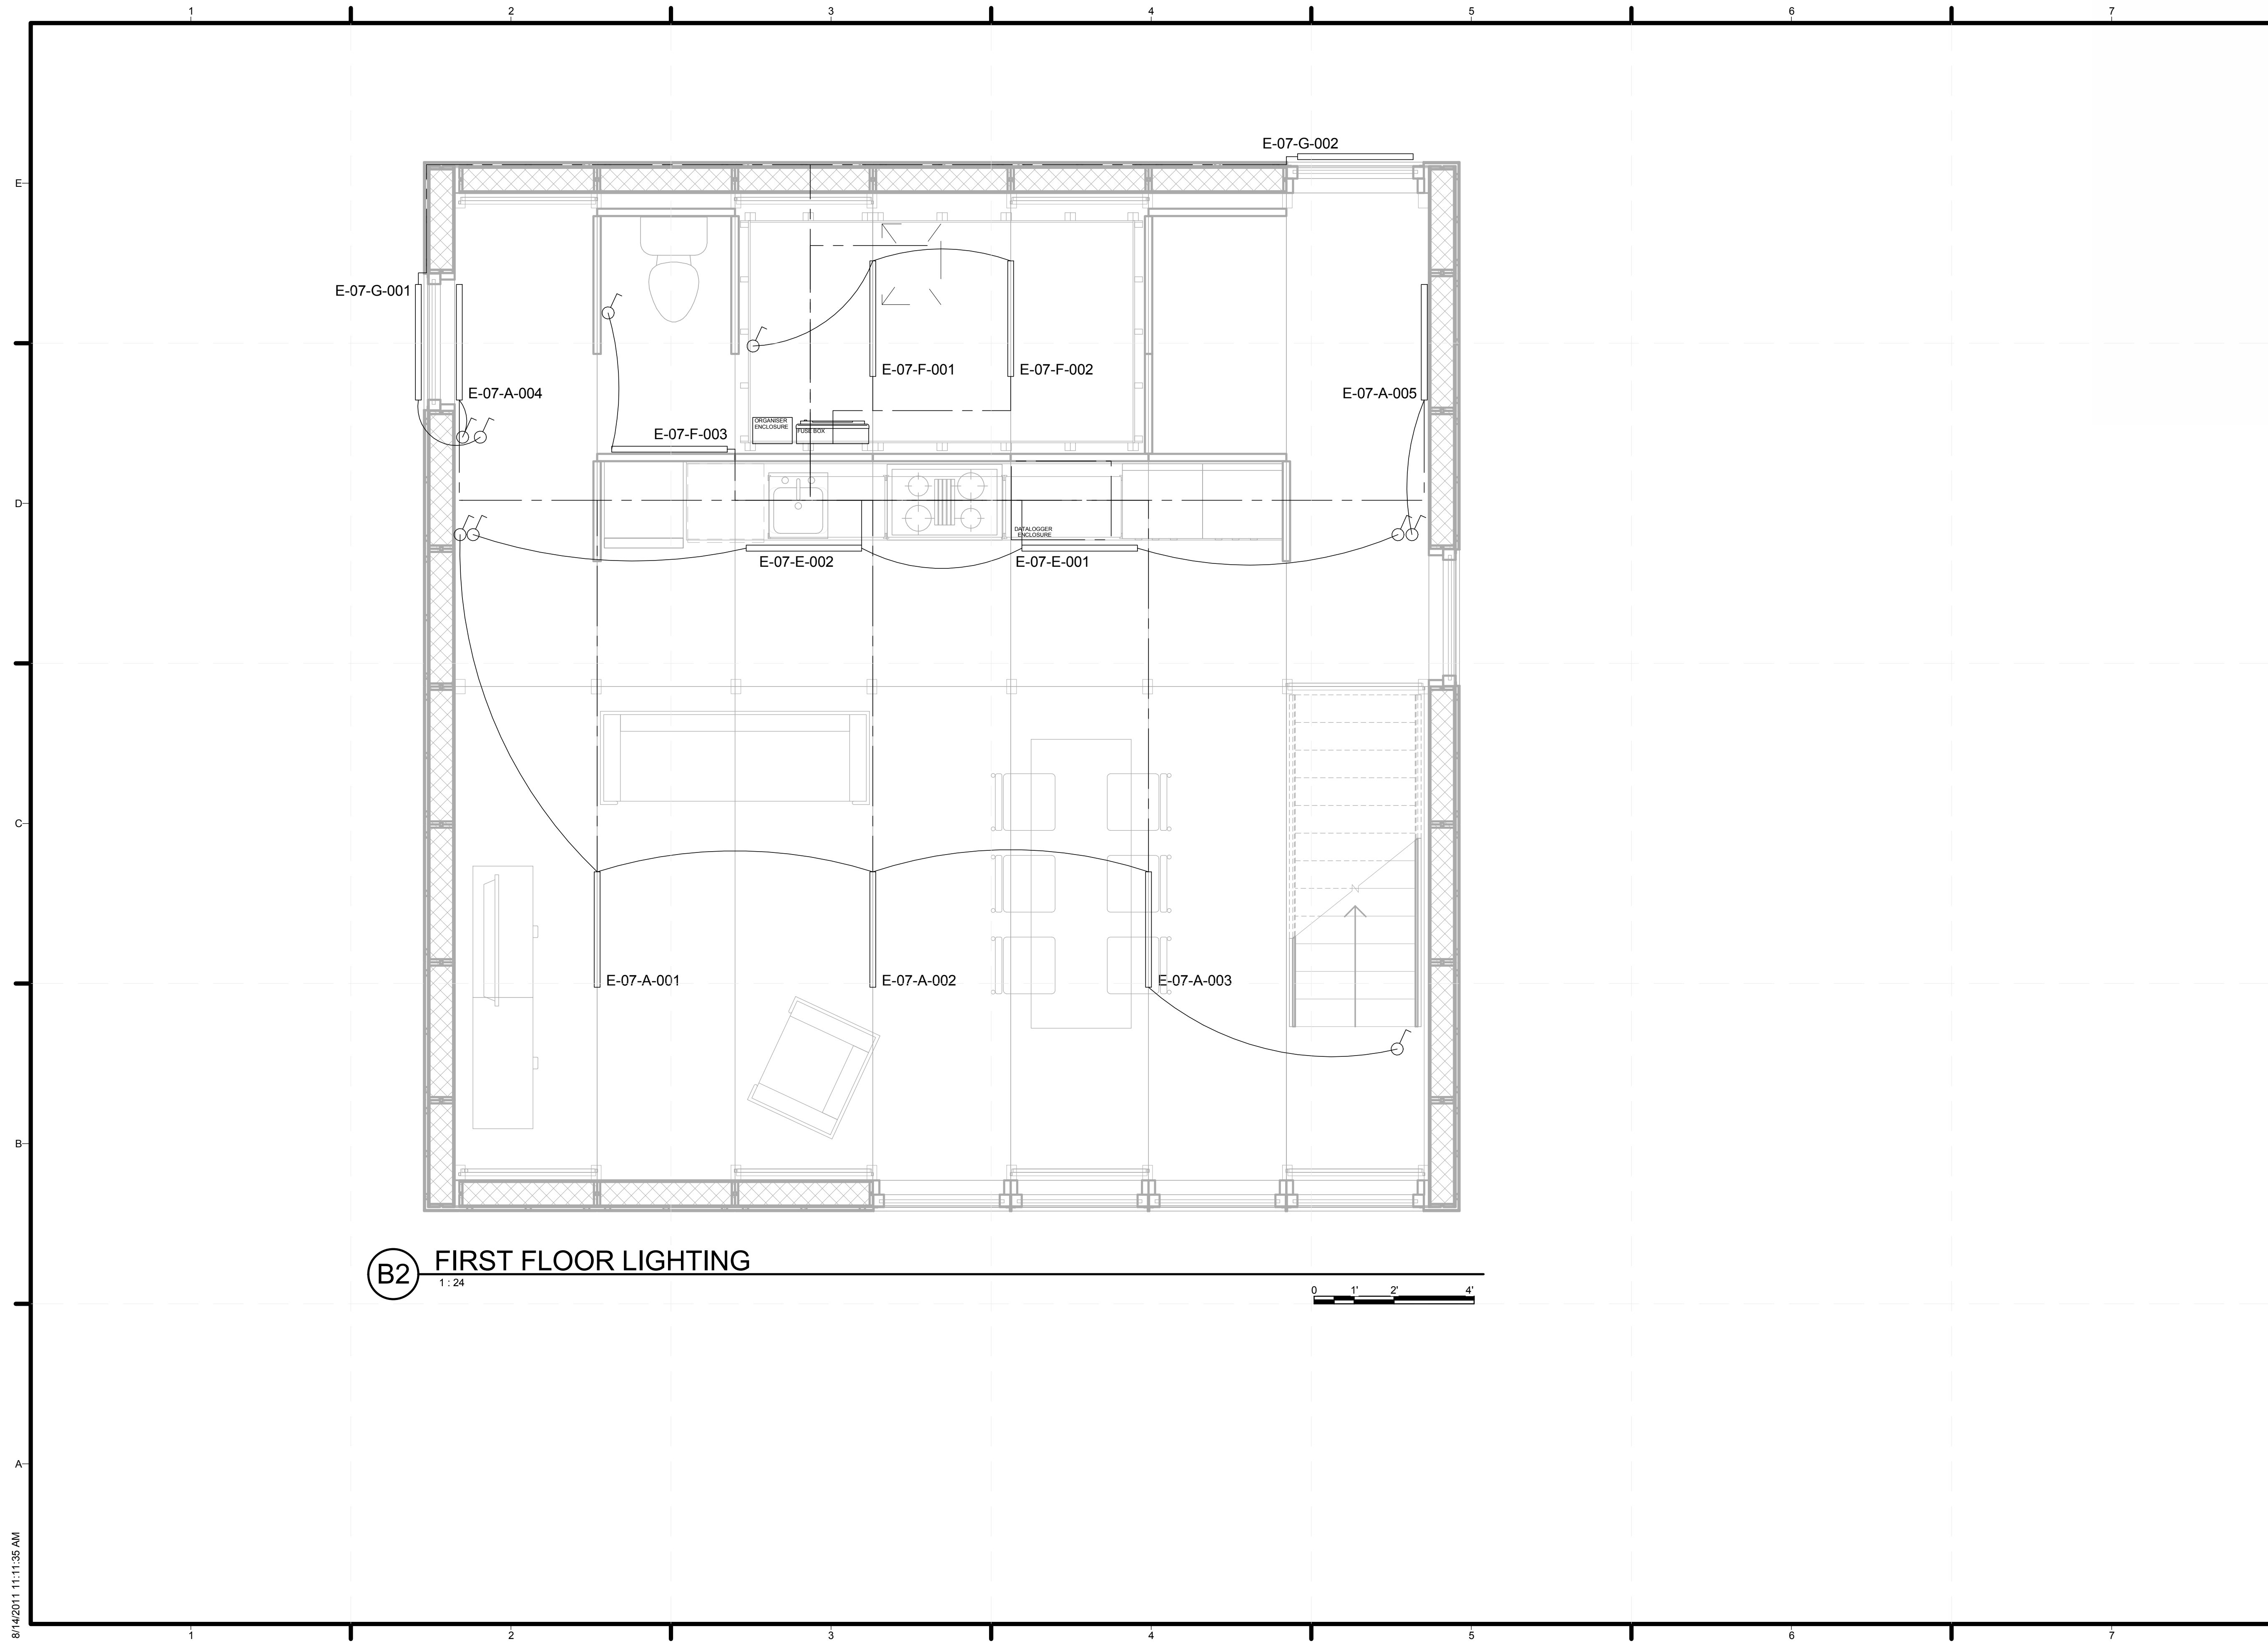 1 2 3 4 5 6 7
E-07-G-002
E
E-07-G-001
E-07-F-001
E-07-F-002
E-07-A-004
E-07-A-005
ORGANISER
ENCLOSURE
FUSE BOX
E-07-F-003
D
DATALOGGER
ENCLOSURE
E-07-E-002
E-07-E-001
C
E-07-A-001
E-07-A-002
E-07-A-003
B
B2
FIRST FLOOR LIGHTING
1 : 24
0 1' 2' 4'
A
8/14/2011 11:11:35 AM
1 2 3 4 5 6 7